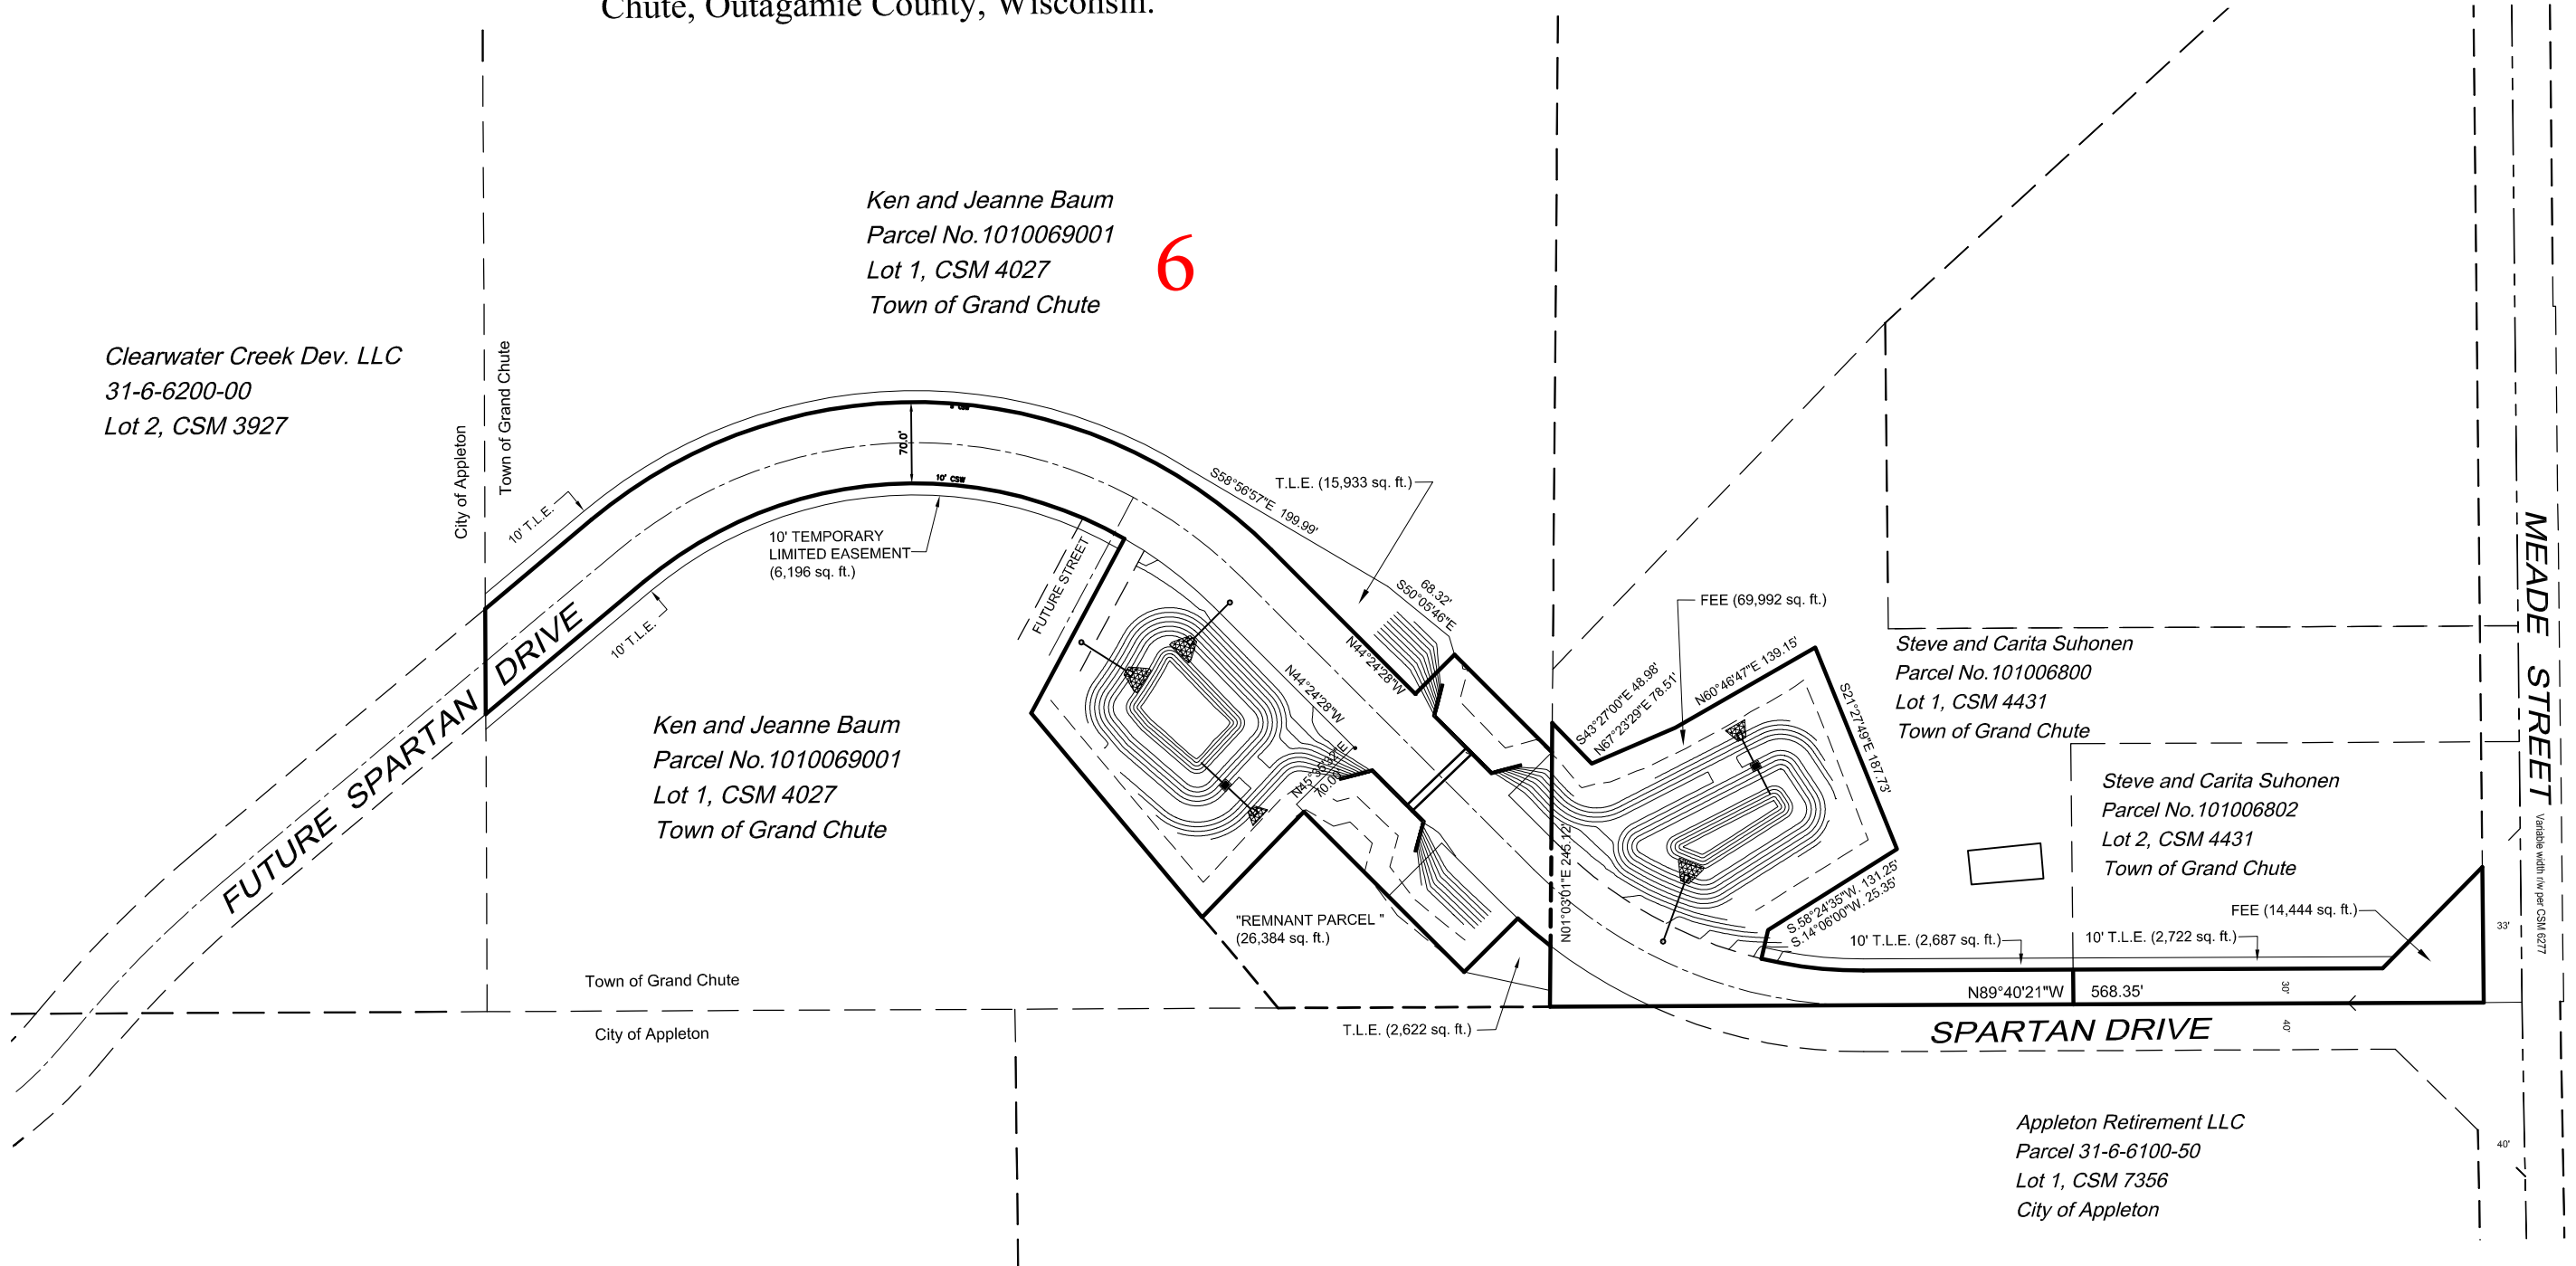 Chute, Outagamie County, Wisconsin.
Ken and Jeanne Baum
Parcel No.1010069001
Lot 1, CSM 4027
Town of Grand Chute
6
Clearwater Creek Dev. LLC
31-6-6200-00
Lot 2, CSM 3927
City of Appleton
Town of Grand Chute
10' T.L.E.
70.0'
10' CSW
10' TEMPORARY
LIMITED EASEMENT
(6,196 sq. ft.)
10' T.L.E.
FUTURE SPARTAN DRIVE
FUTURE STREET
S58°56'57"E 199.99'
T.L.E. (15,933 sq. ft.)
68.32'
S50°05'46"E
N44°24'28"W
N44°24'28"W
70.00'
Ken and Jeanne Baum
Parcel No.1010069001
Lot 1, CSM 4027
Town of Grand Chute
"REMNANT PARCEL "
(26,384 sq. ft.)
T.L.E. (2,622 sq. ft.)
N01°03'01"E 245.12'
S43°27'00"E 48.98'
N67°23'29"E 78.51'
N60°46'47"E 139.15'
FEE (69,992 sq. ft.)
S21°27'49"E 187.73'
S.58°24'35"W. 131.25'
S.14°06'00"W. 25.35'
Steve and Carita Suhonen
Parcel No.101006800
Lot 1, CSM 4431
Town of Grand Chute
Steve and Carita Suhonen
Parcel No.101006802
Lot 2, CSM 4431
Town of Grand Chute
FEE (14,444 sq. ft.)
10' T.L.E. (2,687 sq. ft.)
10' T.L.E. (2,722 sq. ft.)
N89°40'21"W 568.35'
30'
40'
33'
40'
MEADE STREET
Variable width r/w per CSM 6277
SPARTAN DRIVE
Town of Grand Chute
City of Appleton
Appleton Retirement LLC
Parcel 31-6-6100-50
Lot 1, CSM 7356
City of Appleton